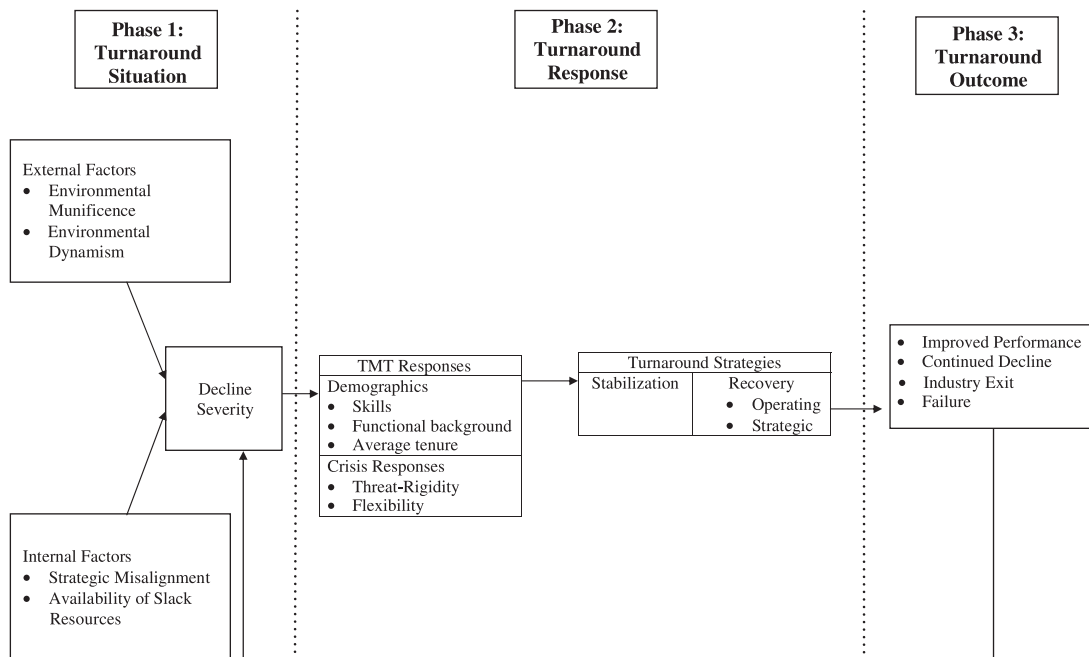 Phase 1:
Turnaround
Situation
Phase 2:
Turnaround
Response
Phase 3:
Turnaround
Outcome
External Factors
• Environmental
Munificence
• Environmental
Dynamism
Decline
Severity
Internal Factors
• Strategic Misalignment
• Availability of Slack
Resources
TMT Responses
Demographics
• Skills
• Functional background
• Average tenure
Crisis Responses
• Threat-Rigidity
• Flexibility
Turnaround Strategies
Stabilization
Recovery
• Operating
• Strategic
• Improved Performance
• Continued Decline
• Industry Exit
• Failure